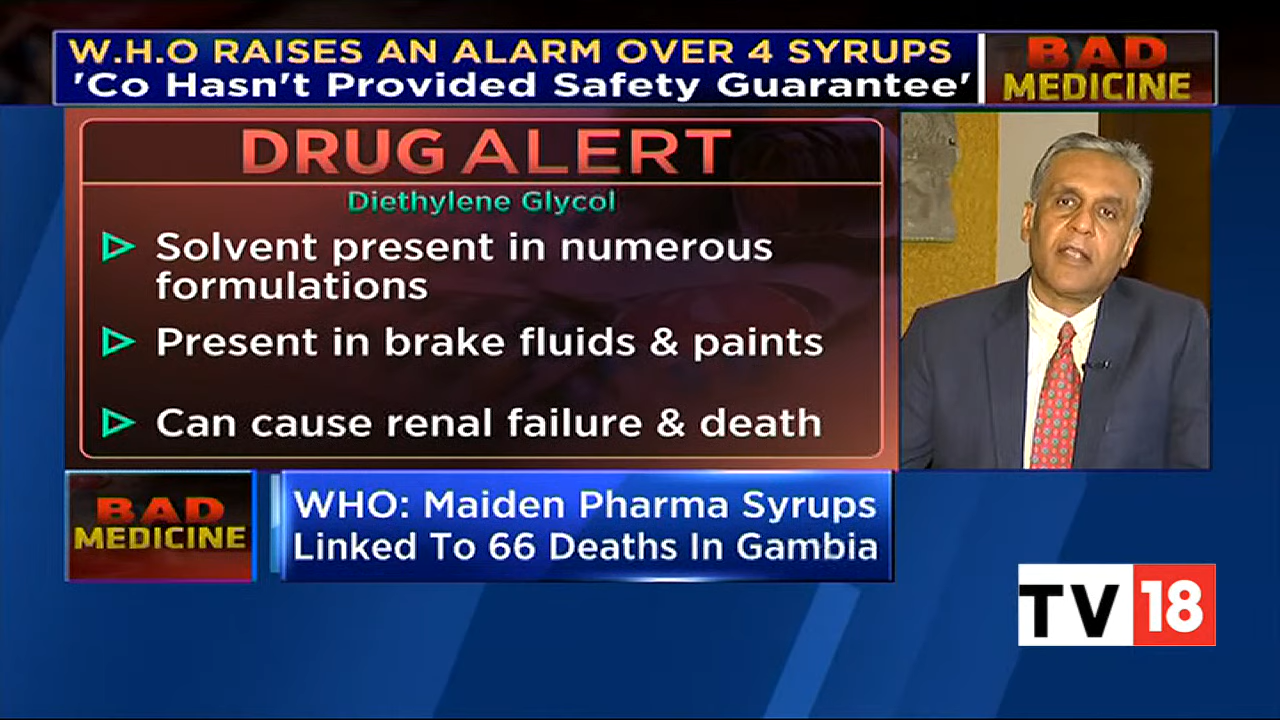 W.H.O RAISES AN ALARM OVER 4 SYRUPS
'Co Hasn't Provided Safety Guarantee'
BAD
MEDICINE
DRUG ALERT
Diethylene Glycol
Solvent present in numerous
formulations
Present in brake fluids & paints
Can cause renal failure & death
BAD
MEDICINE
WHO: Maiden Pharma Syrups
Linked To 66 Deaths In Gambia
TV18